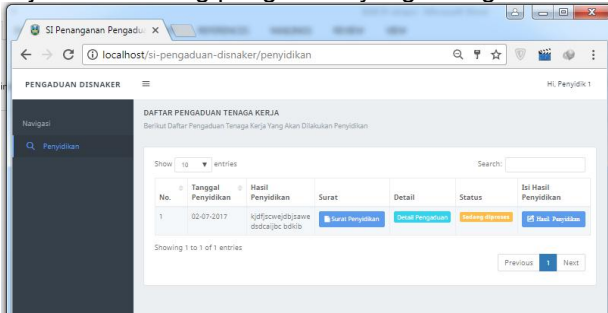 SI Penanganan Pengadu
localhost/si-pengaduan-disnaker/penyidikan
PENGADUAN DISNAKER
Hi, Penyidik 1
Navigasi
Penyidikan
DAFTAR PENGADUAN TENAGA KERJA
Berikut Daftar Pengaduan Tenaga Kerja Yang Akan Dilakukan Penyidikan
Show 10 entries
Search:
No. Tanggal Penyidikan Hasil Penyidikan Surat Detail Status Isi Hasil Penyidikan
1 02-07-2017 kjdfjscwejdbjsawe Surat Penyidikan Detail Pengaduan Sedang diproses Hasil Penyidikan
dsdcaijbc bdkib
Showing 1 to 1 of 1 entries
Previous 1 Next